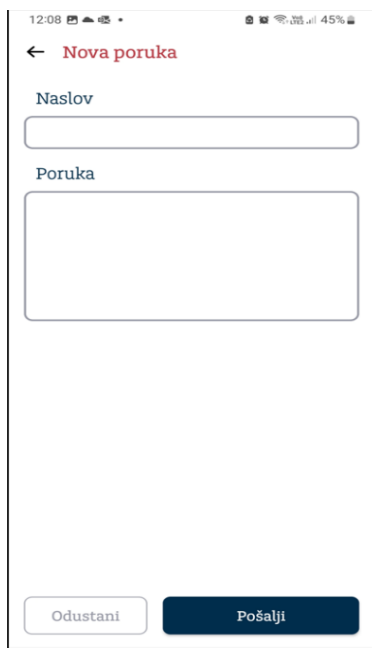 12:08
45%
Nova poruka
Naslov
Poruka
Odustani
Pošalji